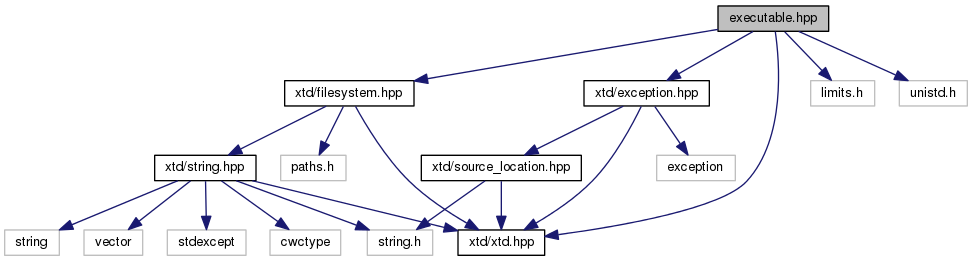 executable.hpp
xtd/filesystem.hpp
xtd/exception.hpp
limits.h
unistd.h
xtd/string.hpp
paths.h
xtd/source_location.hpp
exception
string
vector
stdexcept
cwctype
string.h
xtd/xtd.hpp